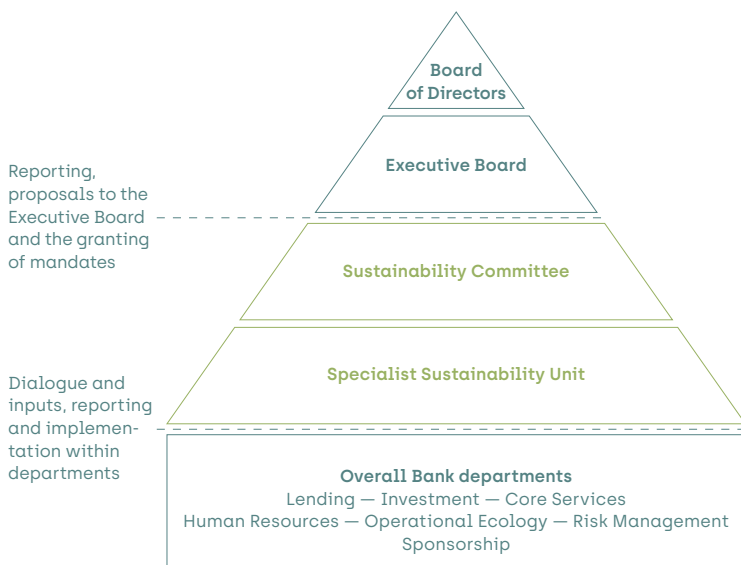 Board
of Directors
Executive Board
Reporting,
proposals to the
Executive Board
and the granting
of mandates
Sustainability Committee
Specialist Sustainability Unit
Dialogue and
inputs, reporting
and implemen-
tation within
departments
Overall Bank departments
Lending — Investment — Core Services
Human Resources — Operational Ecology — Risk Management
Sponsorship